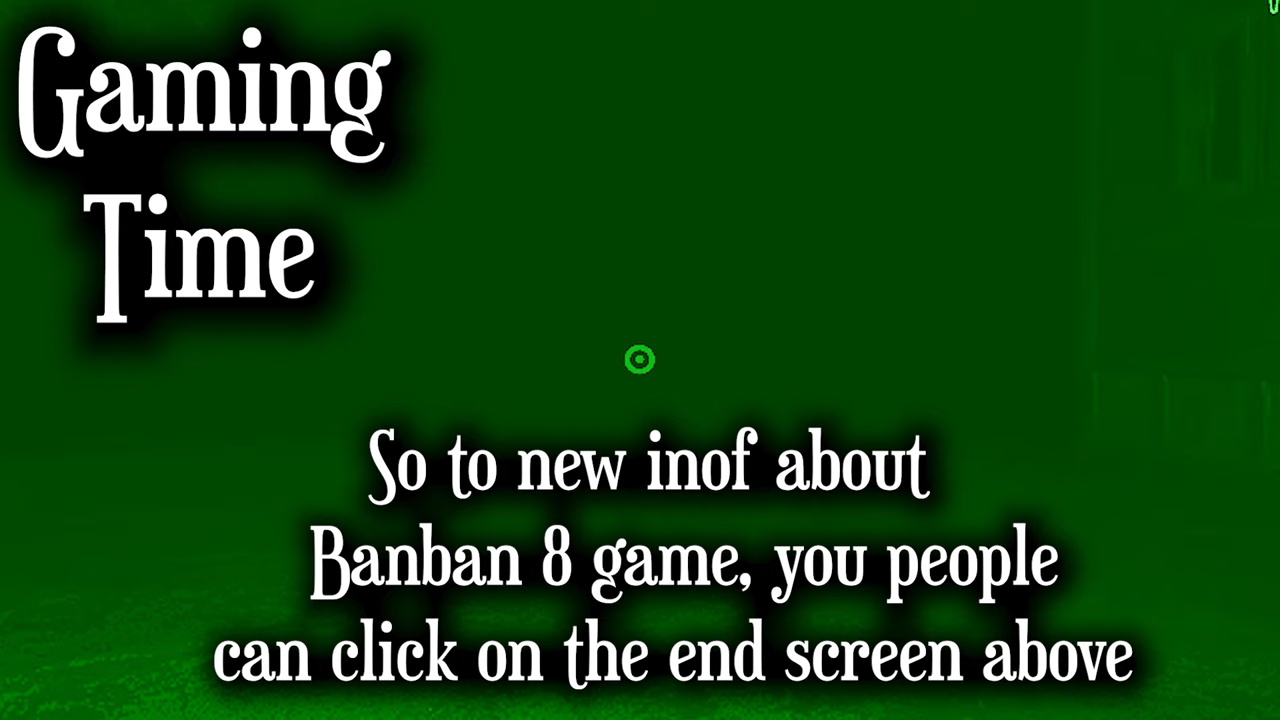 Gaming
Time
So to new inof about
Banban 8 game, you people
can click on the end screen above